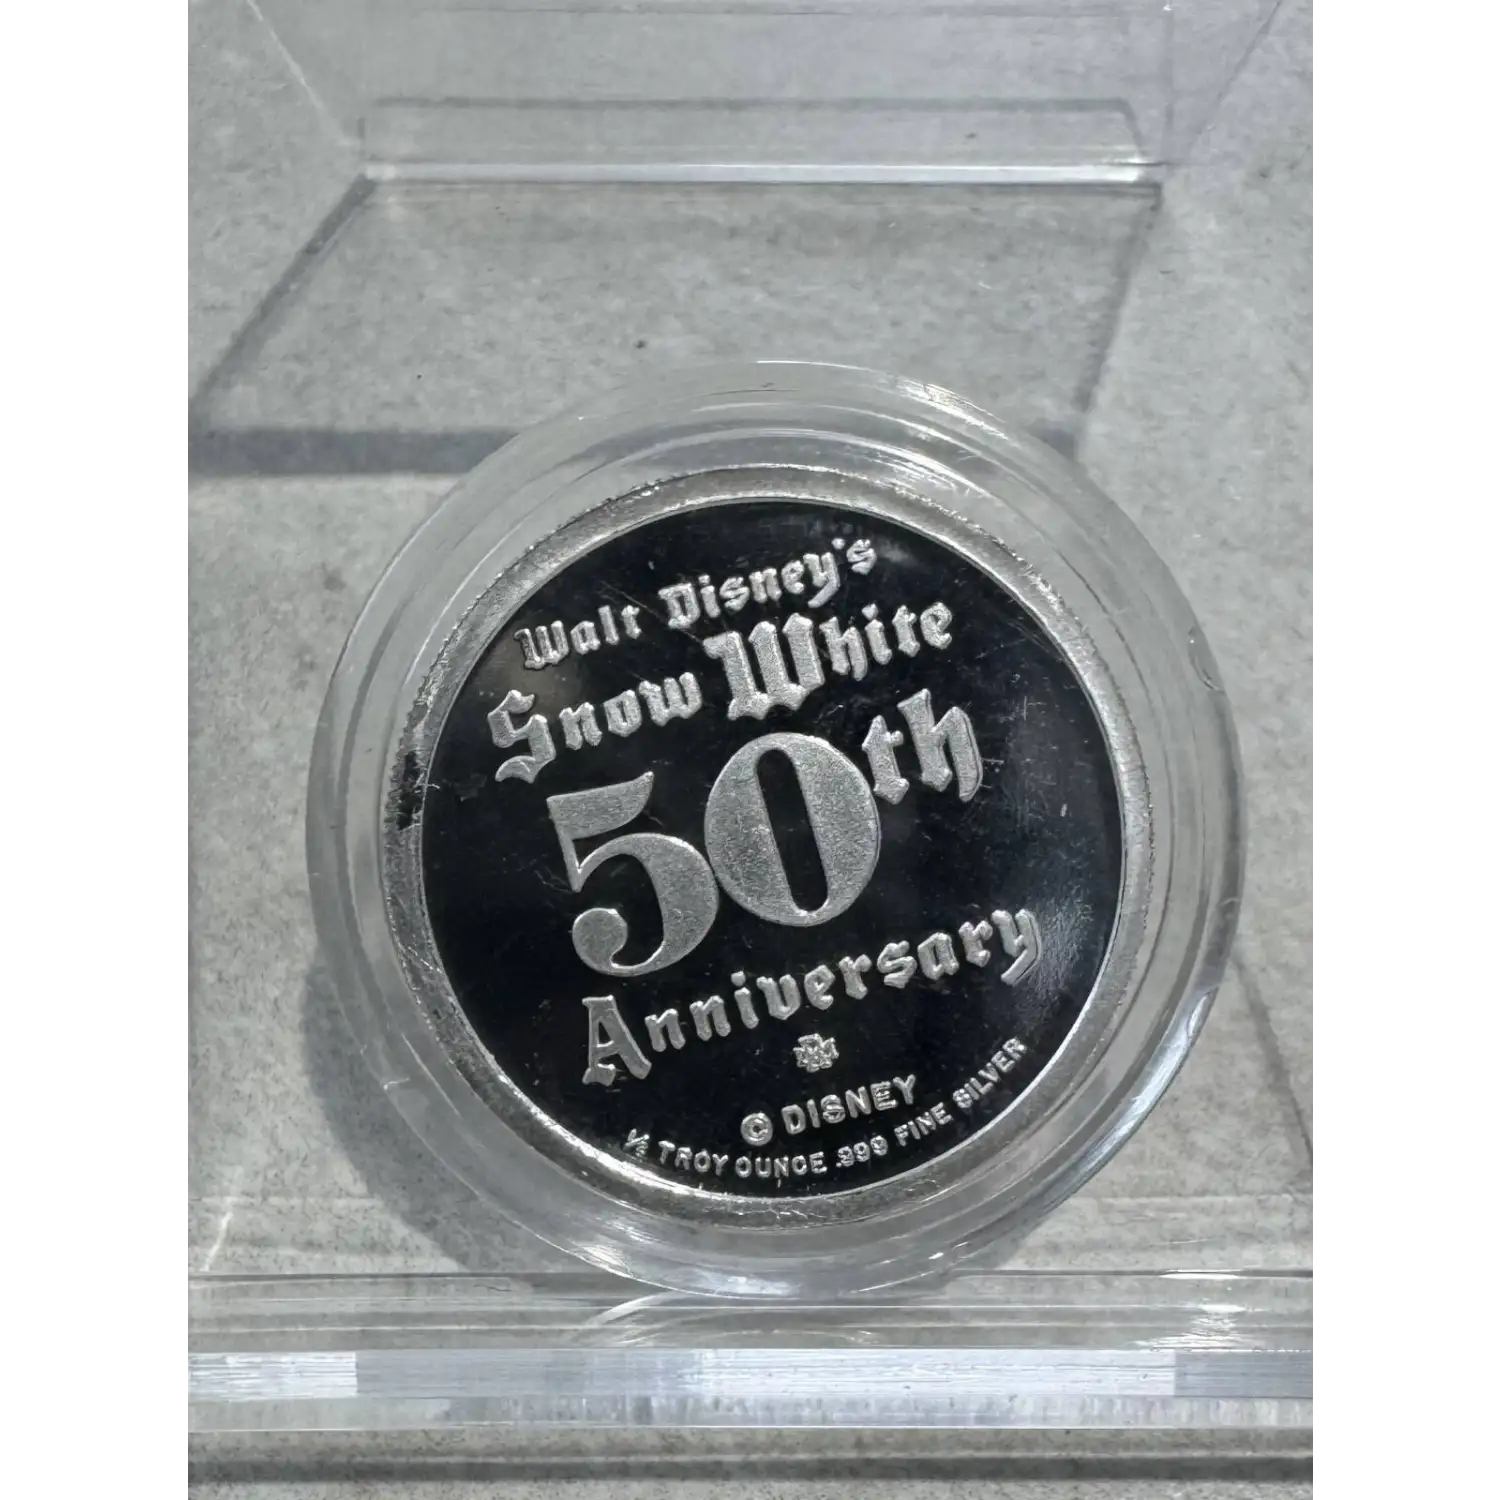 Walt Disney's
Snow White
50th
Anniversary
© DISNEY
½ TROY OUNCE .999 FINE SILVER